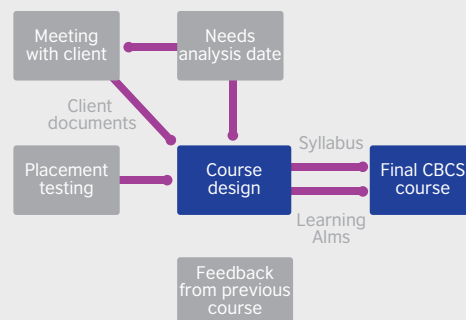 Meeting
with client
Needs
analysis date
Client
documents
Placement
testing
Course
design
Syllabus
Learning
AIms
Final CBCS
course
Feedback
from previous
course